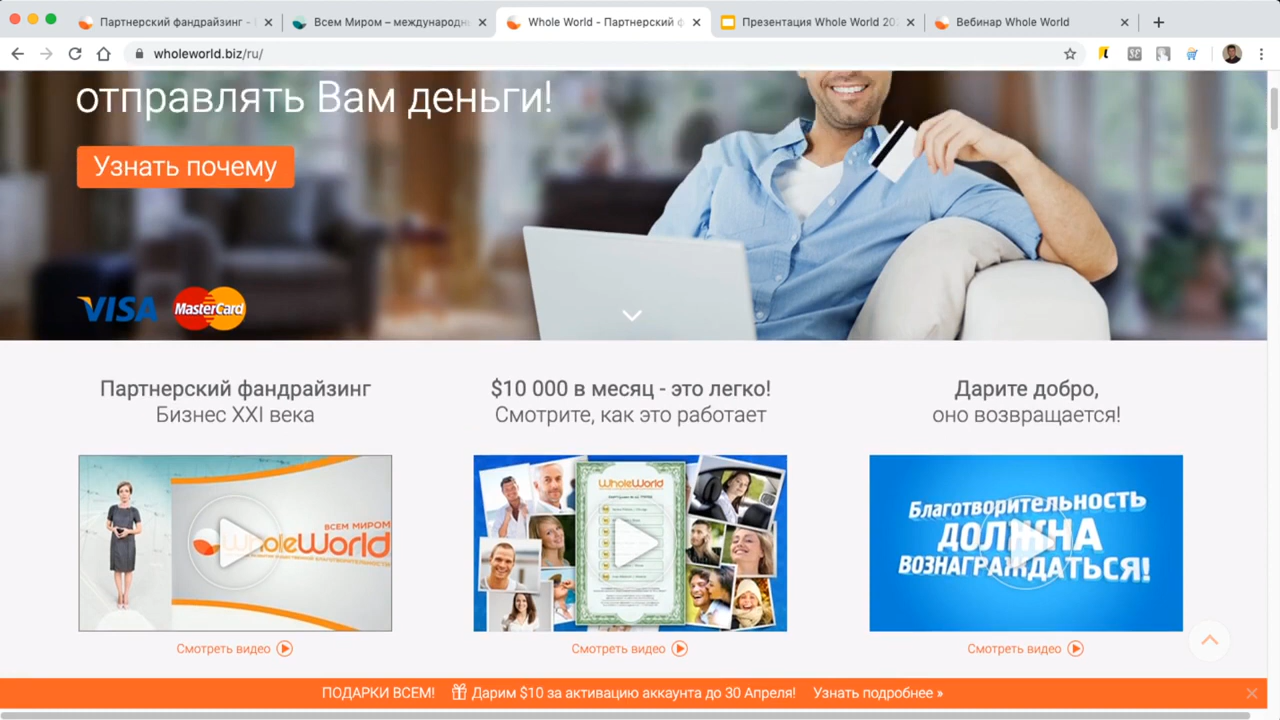 Партнерский фандрайзинг -
Всем Миром – международн
Whole World - Партнерский ф
Презентация Whole World 20
Вебинар Whole World
wholeworld.biz/ru/
отправлять Вам деньги!
Узнать почему
VISA MasterCard
Партнерский фандрайзинг
Бизнес XXI века
$10 000 в месяц - это легко!
Смотрите, как это работает
Дарите добро,
оно возвращается!
ВСЕМ МИРОМ
WholeWorld
WholeWorld
Благотворительность
ДОЛЖНА
ВОЗНАГРАЖДАТЬСЯ!
Смотреть видео
Смотреть видео
Смотреть видео
ПОДАРКИ ВСЕМ! Дарим $10 за активацию аккаунта до 30 Апреля! Узнать подробнее »